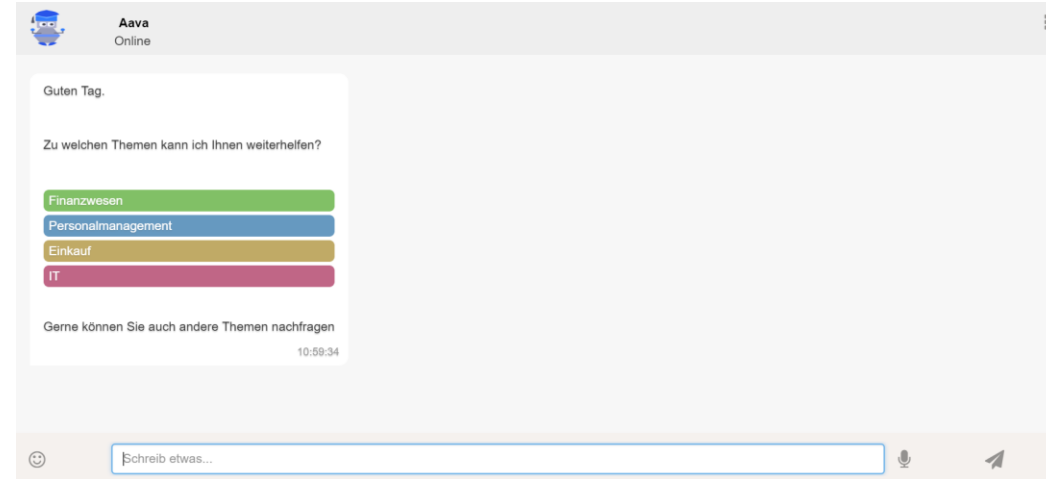 Aava
Online
Guten Tag.
Zu welchen Themen kann ich Ihnen weiterhelfen?
Finanzwesen
Personalmanagement
Einkauf
IT
Gerne können Sie auch andere Themen nachfragen
10:59:34
Schreib etwas...